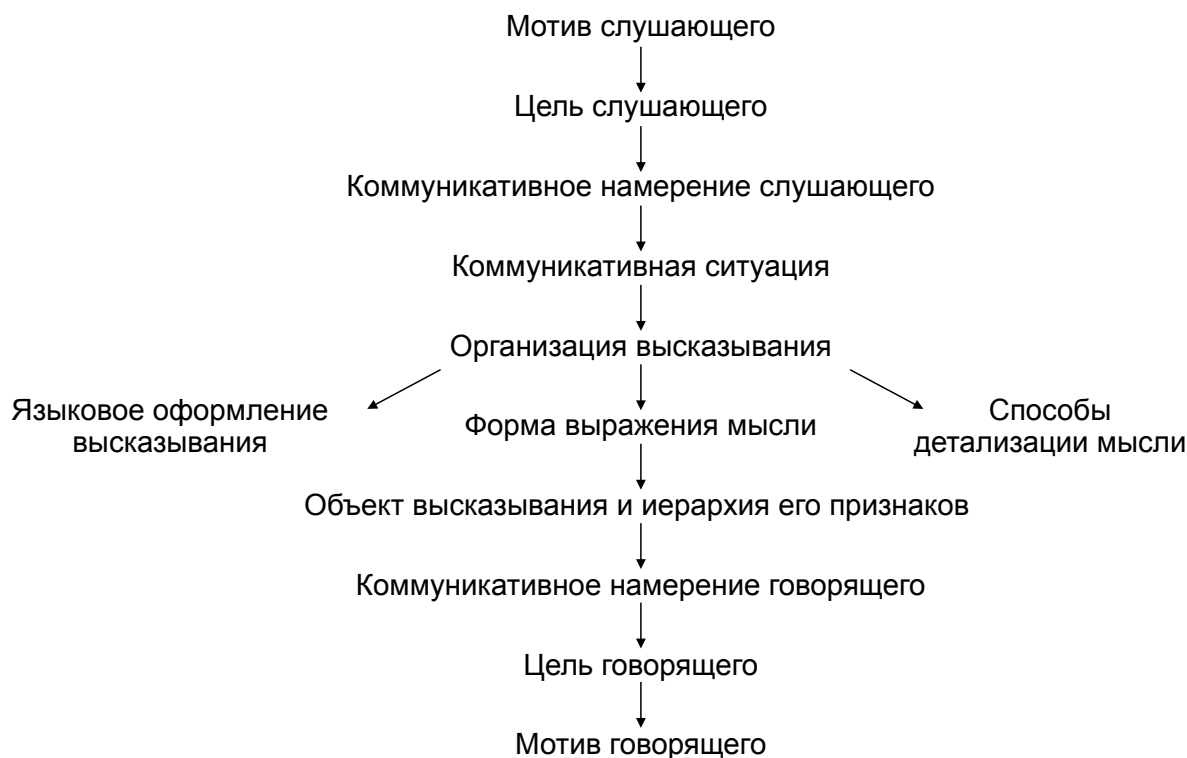 Мотив слушающего
Цель слушающего
Коммуникативное намерение слушающего
Коммуникативная ситуация
Организация высказывания
Языковое оформление
высказывания
Форма выражения мысли
Способы
детализации мысли
Объект высказывания и иерархия его признаков
Коммуникативное намерение говорящего
Цель говорящего
Мотив говорящего